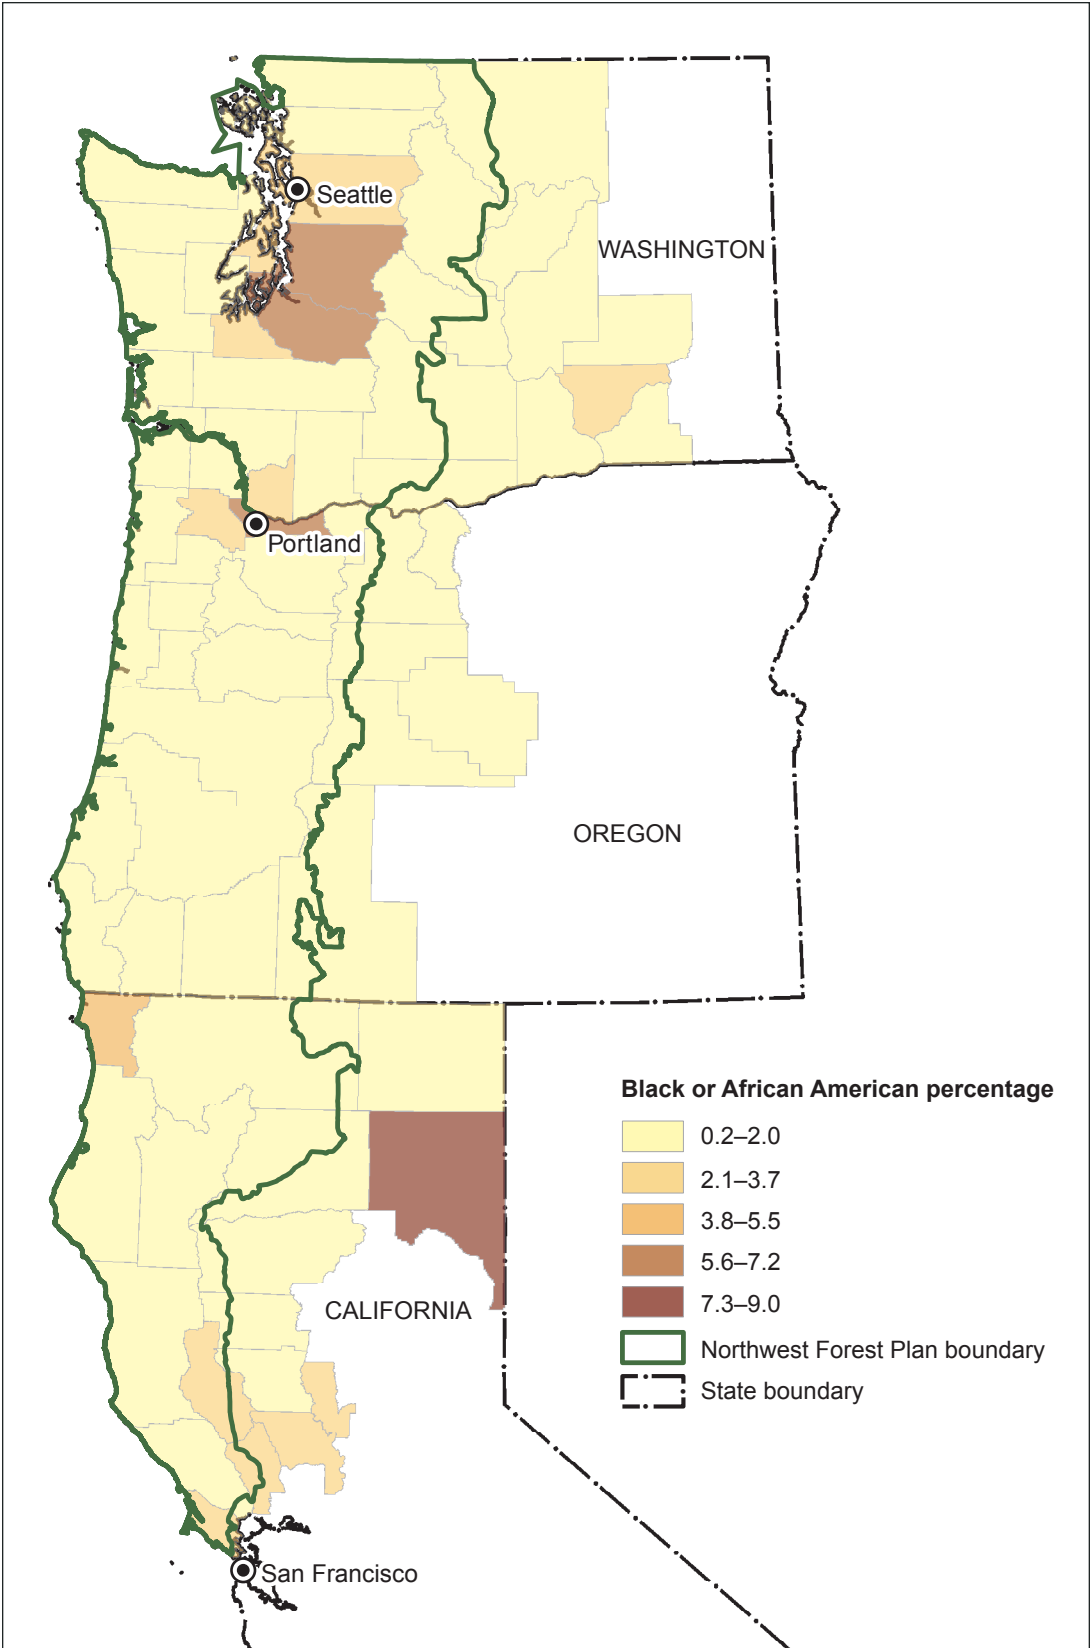 Seattle
WASHINGTON
Portland
OREGON
Black or African American percentage
0.2–2.0
2.1–3.7
3.8–5.5
5.6–7.2
7.3–9.0
Northwest Forest Plan boundary
State boundary
CALIFORNIA
San Francisco